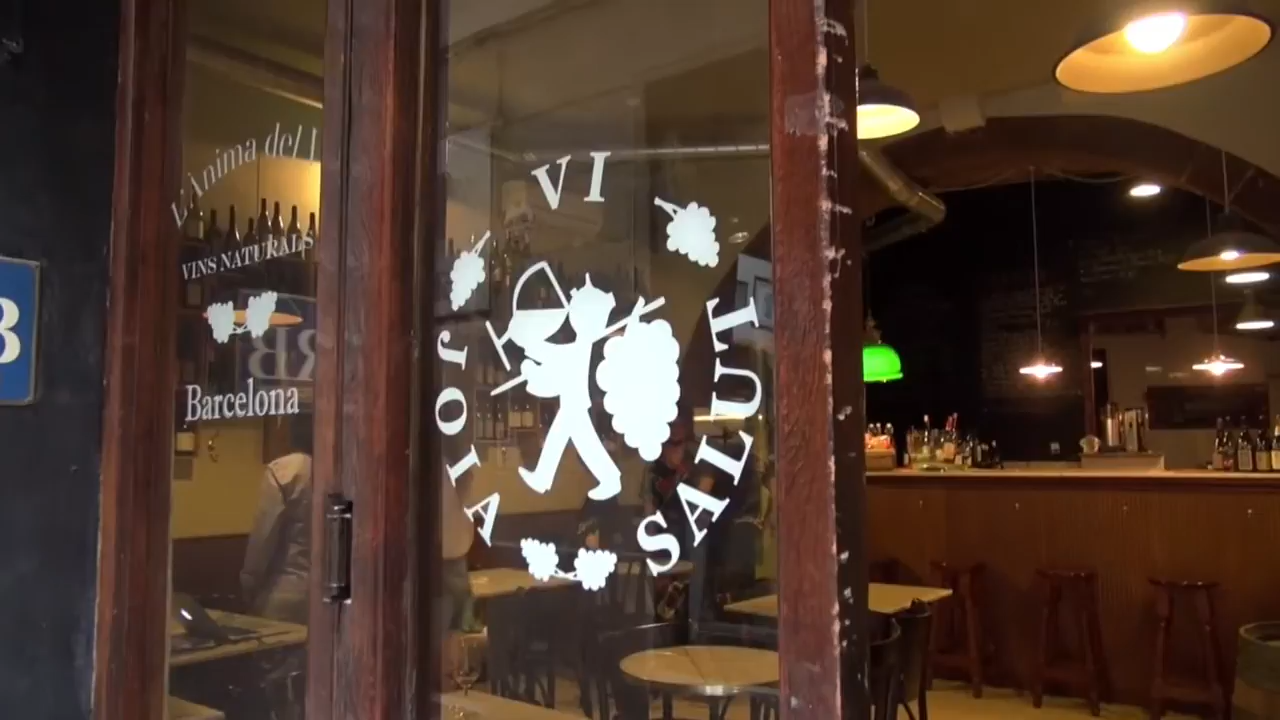 L'Ànima del
VINS NATURALS
Barcelona
VI
JOIA
SALUT
B